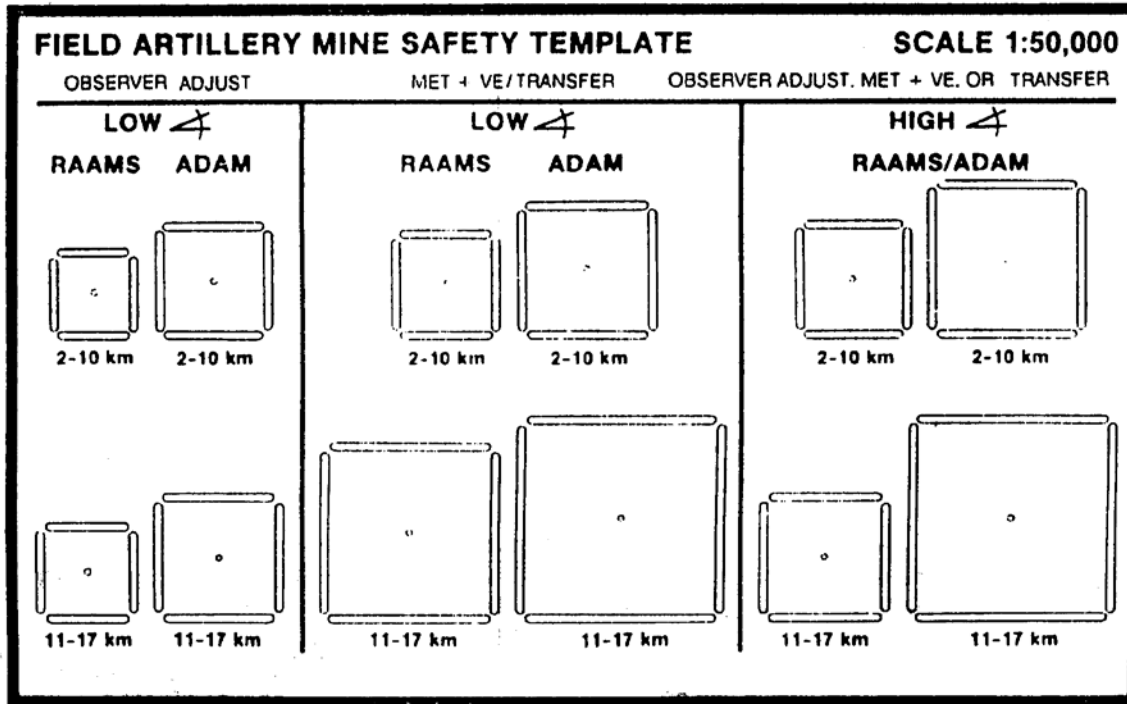 FIELD ARTILLERY MINE SAFETY TEMPLATE SCALE 1:50,000
OBSERVER ADJUST MET + VE/TRANSFER OBSERVER ADJUST. MET + VE. OR TRANSFER
LOW LOW HIGH
RAAMS ADAM RAAMS ADAM RAAMS/ADAM
2-10 km 2-10 km 2-10 km 2-10 km 2-10 km 2-10 km
11-17 km 11-17 km 11-17 km 11-17 km 11-17 km 11-17 km